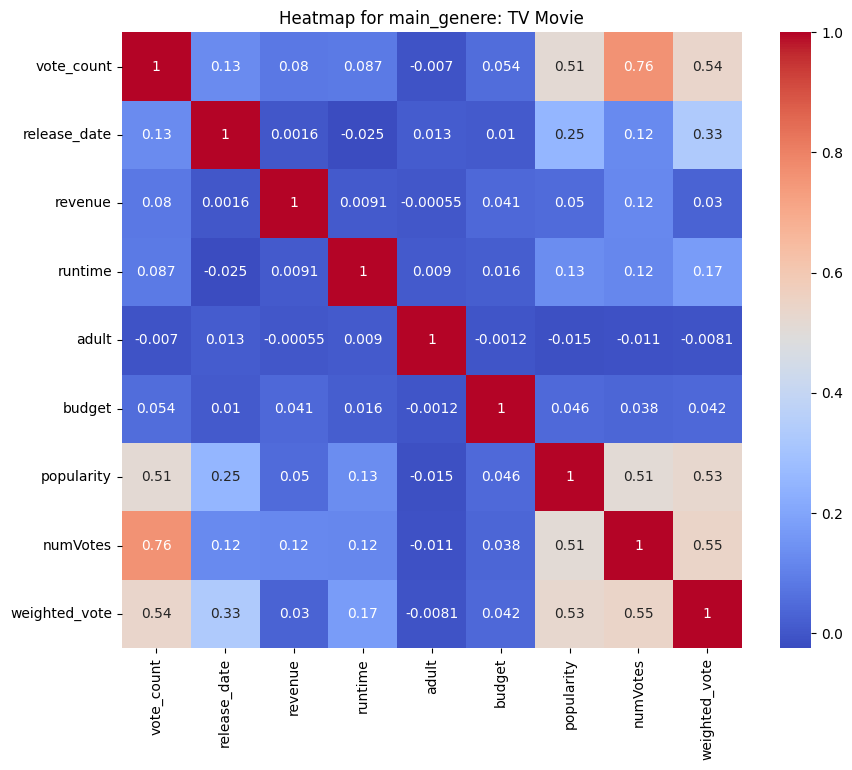 Heatmap for main_genere: TV Movie
vote_count 1 0.13 0.08 0.087 -0.007 0.054 0.51 0.76 0.54
release_date 0.13 1 0.0016 -0.025 0.013 0.01 0.25 0.12 0.33
revenue 0.08 0.0016 1 0.0091 -0.00055 0.041 0.05 0.12 0.03
runtime 0.087 -0.025 0.0091 1 0.009 0.016 0.13 0.12 0.17
adult -0.007 0.013 -0.00055 0.009 1 -0.0012 -0.015 -0.011 -0.0081
budget 0.054 0.01 0.041 0.016 -0.0012 1 0.046 0.038 0.042
popularity 0.51 0.25 0.05 0.13 -0.015 0.046 1 0.51 0.53
numVotes 0.76 0.12 0.12 0.12 -0.011 0.038 0.51 1 0.55
weighted_vote 0.54 0.33 0.03 0.17 -0.0081 0.042 0.53 0.55 1
vote_count release_date revenue runtime adult budget popularity numVotes weighted_vote
1.0
0.8
0.6
0.4
0.2
0.0